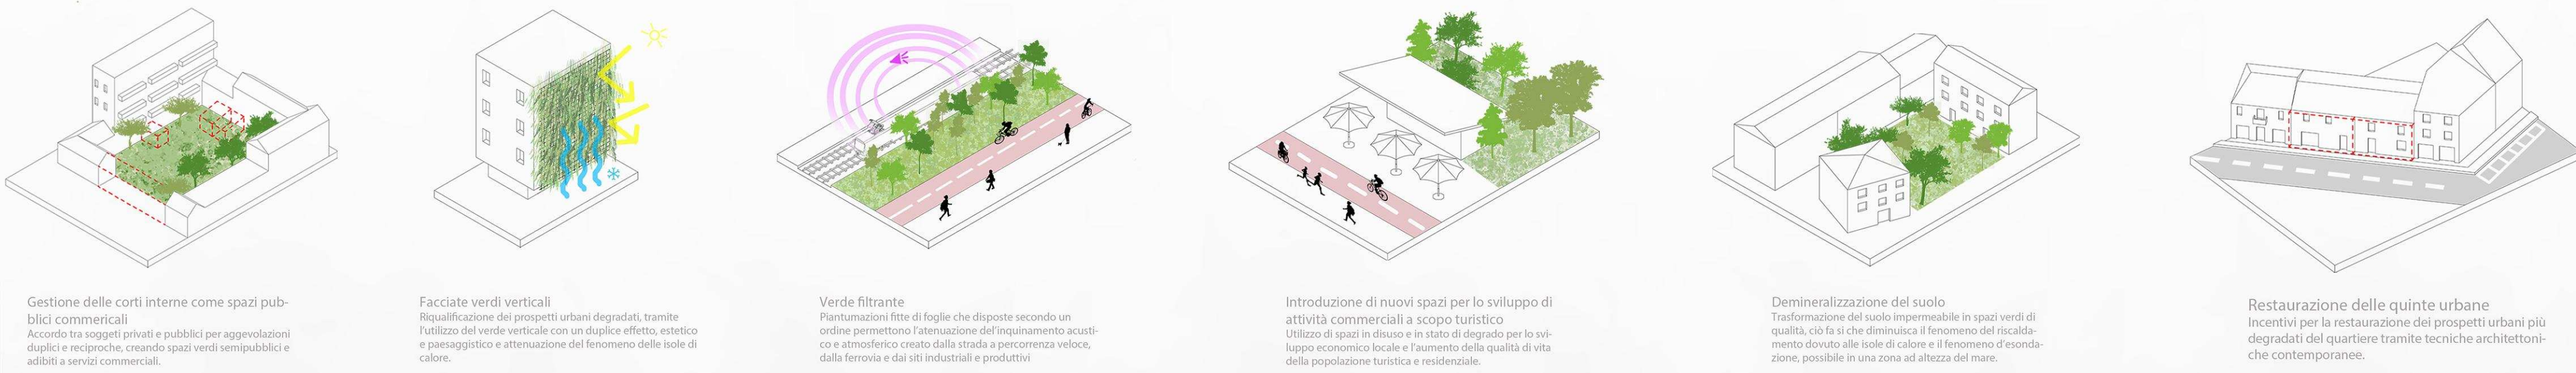 Gestione delle corti interne come spazi pub-
blici commericali
Accordo tra soggeti privati e pubblici per aggevolazioni
duplici e reciproche, creando spazi verdi semipubblici e
adibiti a servizi commerciali.
Facciate verdi verticali
Riqualificazione dei prospetti urbani degradati, tramite
l'utilizzo del verde verticale con un duplice effetto, estetico
e paesaggistico e attenuazione del fenomeno delle isole di
calore.
Verde filtrante
Piantumazioni fitte di foglie che disposte secondo un
ordine permettono l'atenuazione del'inquinamento acusti-
co e atmosferico creato dalla strada a percorrenza veloce,
dalla ferrovia e dai siti industriali e produttivi
Introduzione di nuovi spazi per lo sviluppo di
attività commerciali a scopo turistico
Utilizzo di spazi in disuso e in stato di degrado per lo svi-
luppo economico locale e l'aumento della qualità di vita
della popolazione turistica e residenziale.
Demineralizzazione del suolo
Trasformazione del suolo impermeabile in spazi verdi di
qualità, ciò fa si che diminuisca il fenomeno del riscalda-
mento dovuto alle isole di calore e il fenomeno d'esonda-
zione, possibile in una zona ad altezza del mare.
Restaurazione delle quinte urbane
Incentivi per la restaurazione dei prospetti urbani più
degradati del quartiere tramite tecniche architettoni-
che contemporanee.